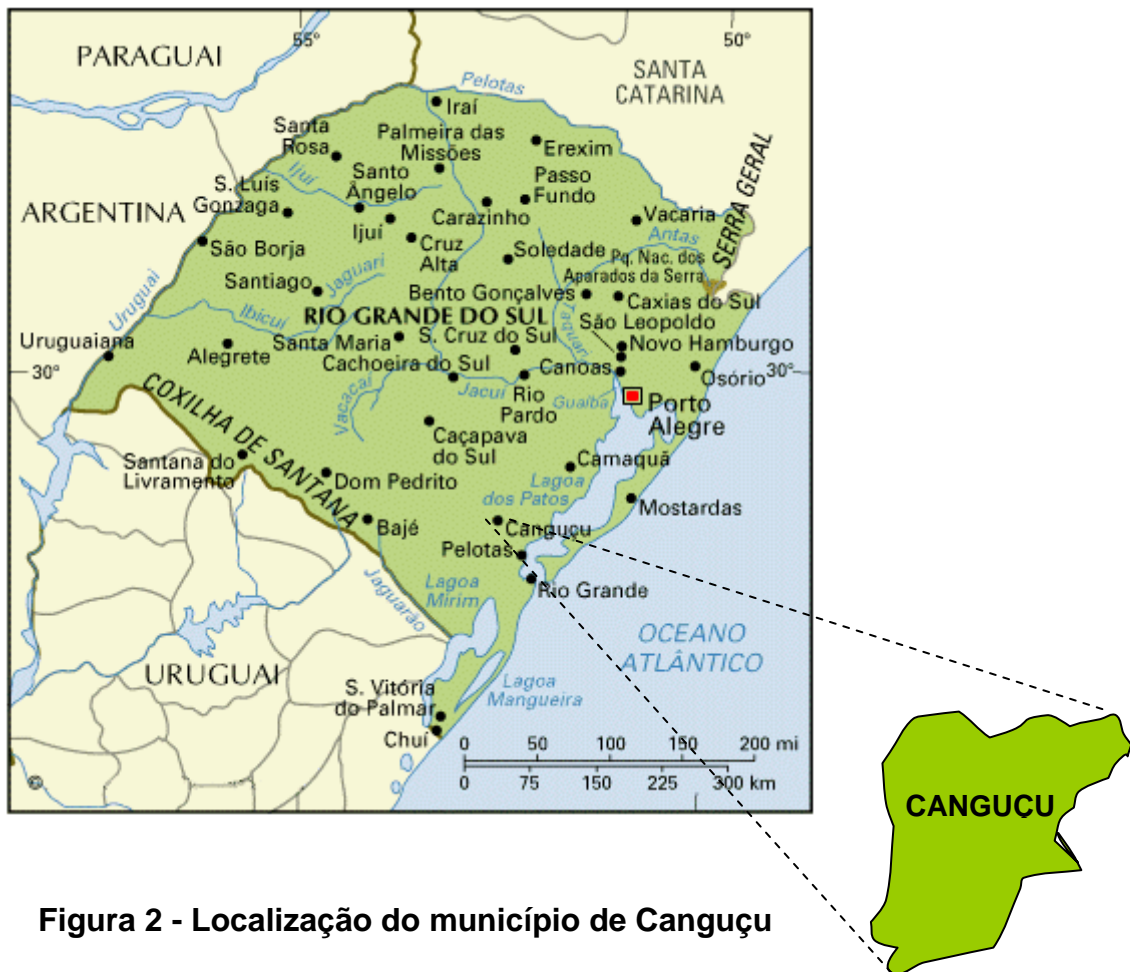 55°
50°
PARAGUAI
SANTA
CATARINA
Pelotas
Iraí
Santa
Rosa
Palmeira das
Missões
Erexim
Ijuí
Santo
Ângelo
Passo
Fundo
S. Luís
Gonzaga
ARGENTINA
Carazinho
Vacaria
SERRA GERAL
Ijuí
Antas
São Borja
Cruz
Alta
Soledade
Pq. Nac. dos
Aparados da Serra
Santiago
Jaguari
Bento Gonçalves
Caxias do Sul
Uruguai
Ibicuí
RIO GRANDE DO SUL
Taquari
São Leopoldo
Uruguaiana
Alegrete
Santa Maria
S. Cruz do Sul
Novo Hamburgo
Cachoeira do Sul
Canoas
30°
30°
Osório
COXILHA DE SANTANA
Vacacaí
Jacuí
Rio
Pardo
Guaíba
Porto
Alegre
Caçapava
do Sul
Santana do
Livramento
Dom Pedrito
Camaquã
Lagoa
dos Patos
Mostardas
Bajé
Canguçu
Pelotas
Jaguarão
Lagoa
Mirim
Rio Grande
OCEANO
ATLÂNTICO
URUGUAI
Lagoa
Mangueira
S. Vitória
do Palmar
Chuí
0 50 100 150 200 mi
0 75 150 225 300 km
©
CANGUÇU
Figura 2 - Localização do município de Canguçu